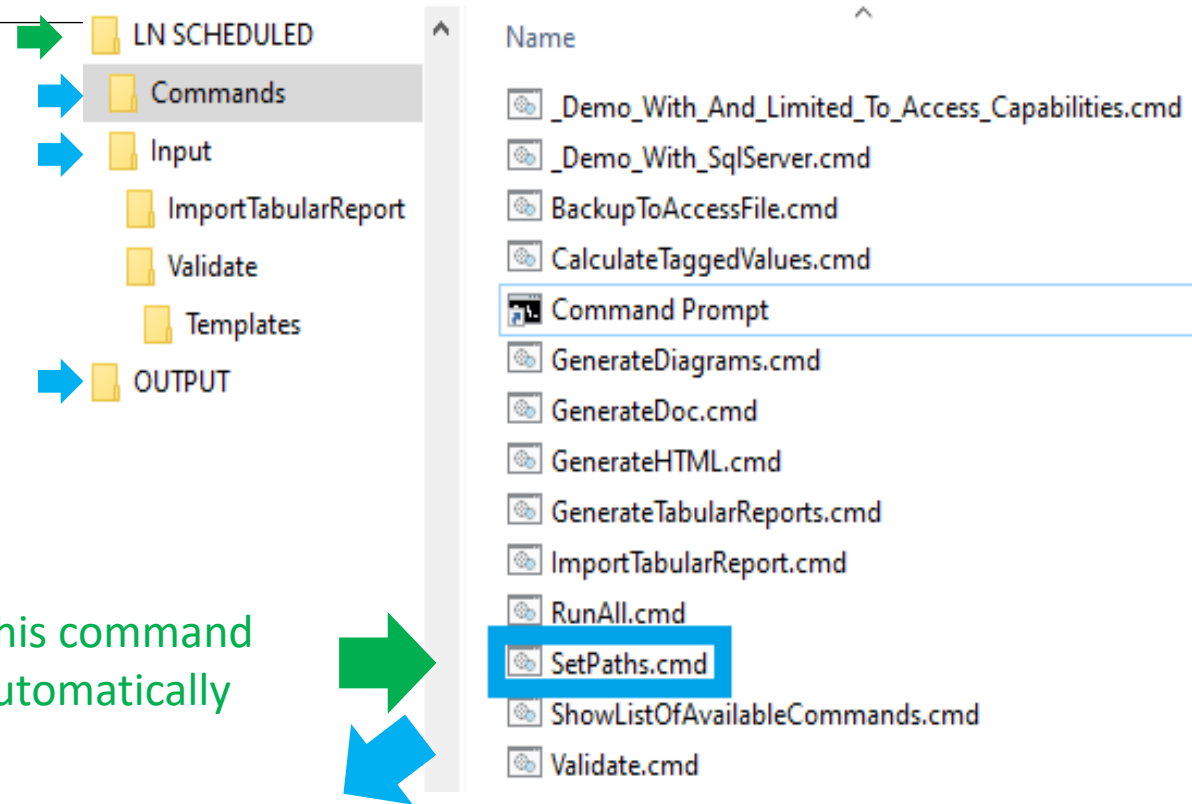 LN SCHEDULED
Commands
Input
ImportTabularReport
Validate
Templates
OUTPUT
his command
utomatically
Name
_Demo_With_And_Limited_To_Access_Capabilities.cmd
_Demo_With_SqlServer.cmd
BackupToAccessFile.cmd
CalculateTaggedValues.cmd
Command Prompt
GenerateDiagrams.cmd
GenerateDoc.cmd
GenerateHTML.cmd
GenerateTabularReports.cmd
ImportTabularReport.cmd
RunAll.cmd
SetPaths.cmd
ShowListOfAvailableCommands.cmd
Validate.cmd